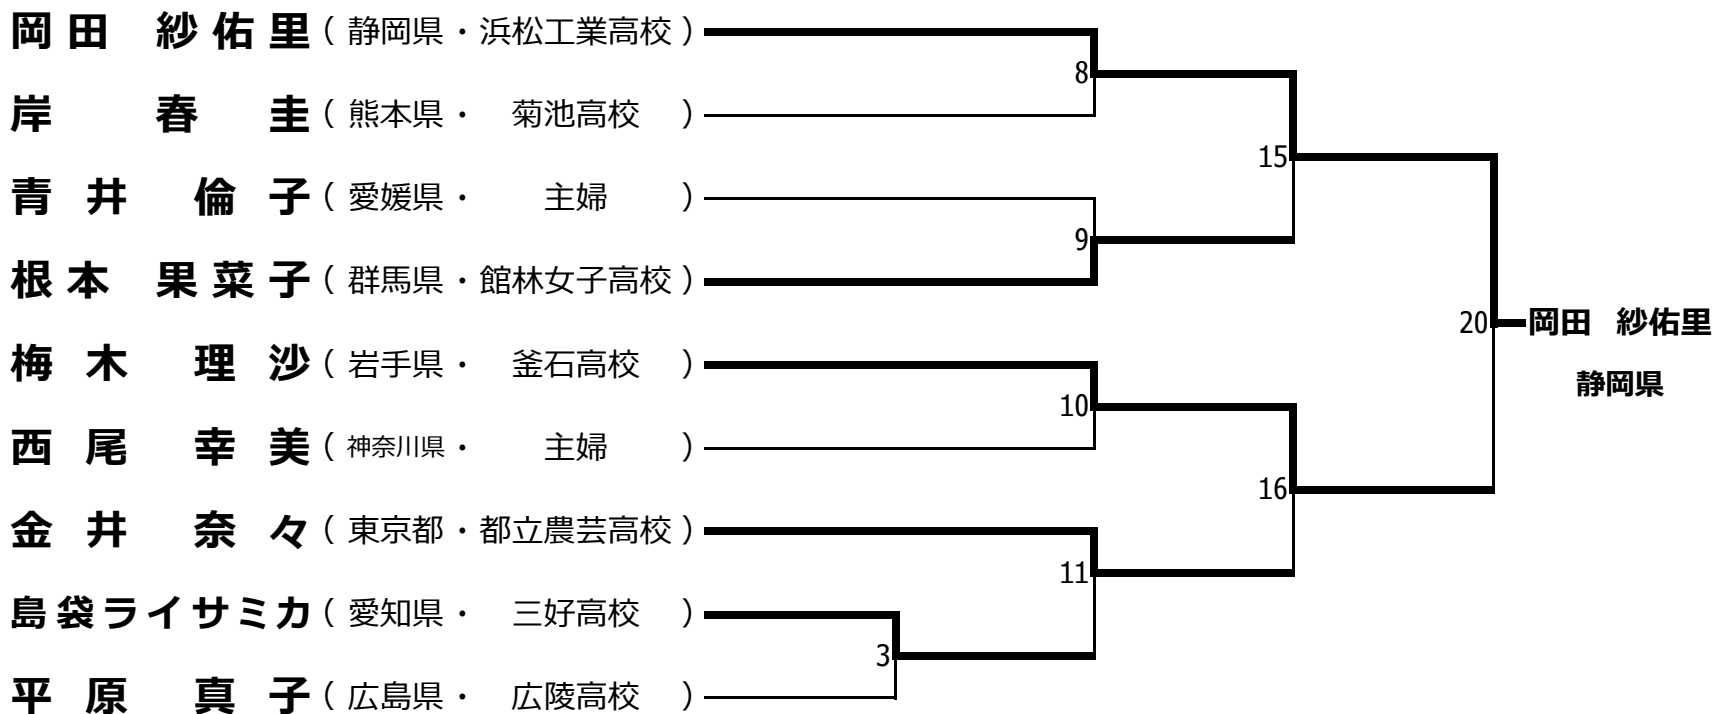 岡田 紗佑里（静岡県・浜松工業高校）
8
岸 春圭（熊本県・ 菊池高校 ）
15
青井 倫子（愛媛県・ 主婦 ）
9
根本 果菜子（群馬県・館林女子高校）
20 岡田 紗佑里
梅木 理沙（岩手県・ 釜石高校 ）
静岡県
10
西尾 幸美（神奈川県・ 主婦 ）
16
金井 奈々（東京都・都立農芸高校）
11
島袋ライサミカ（愛知県・ 三好高校 ）
3
平原 真子（広島県・ 広陵高校 ）